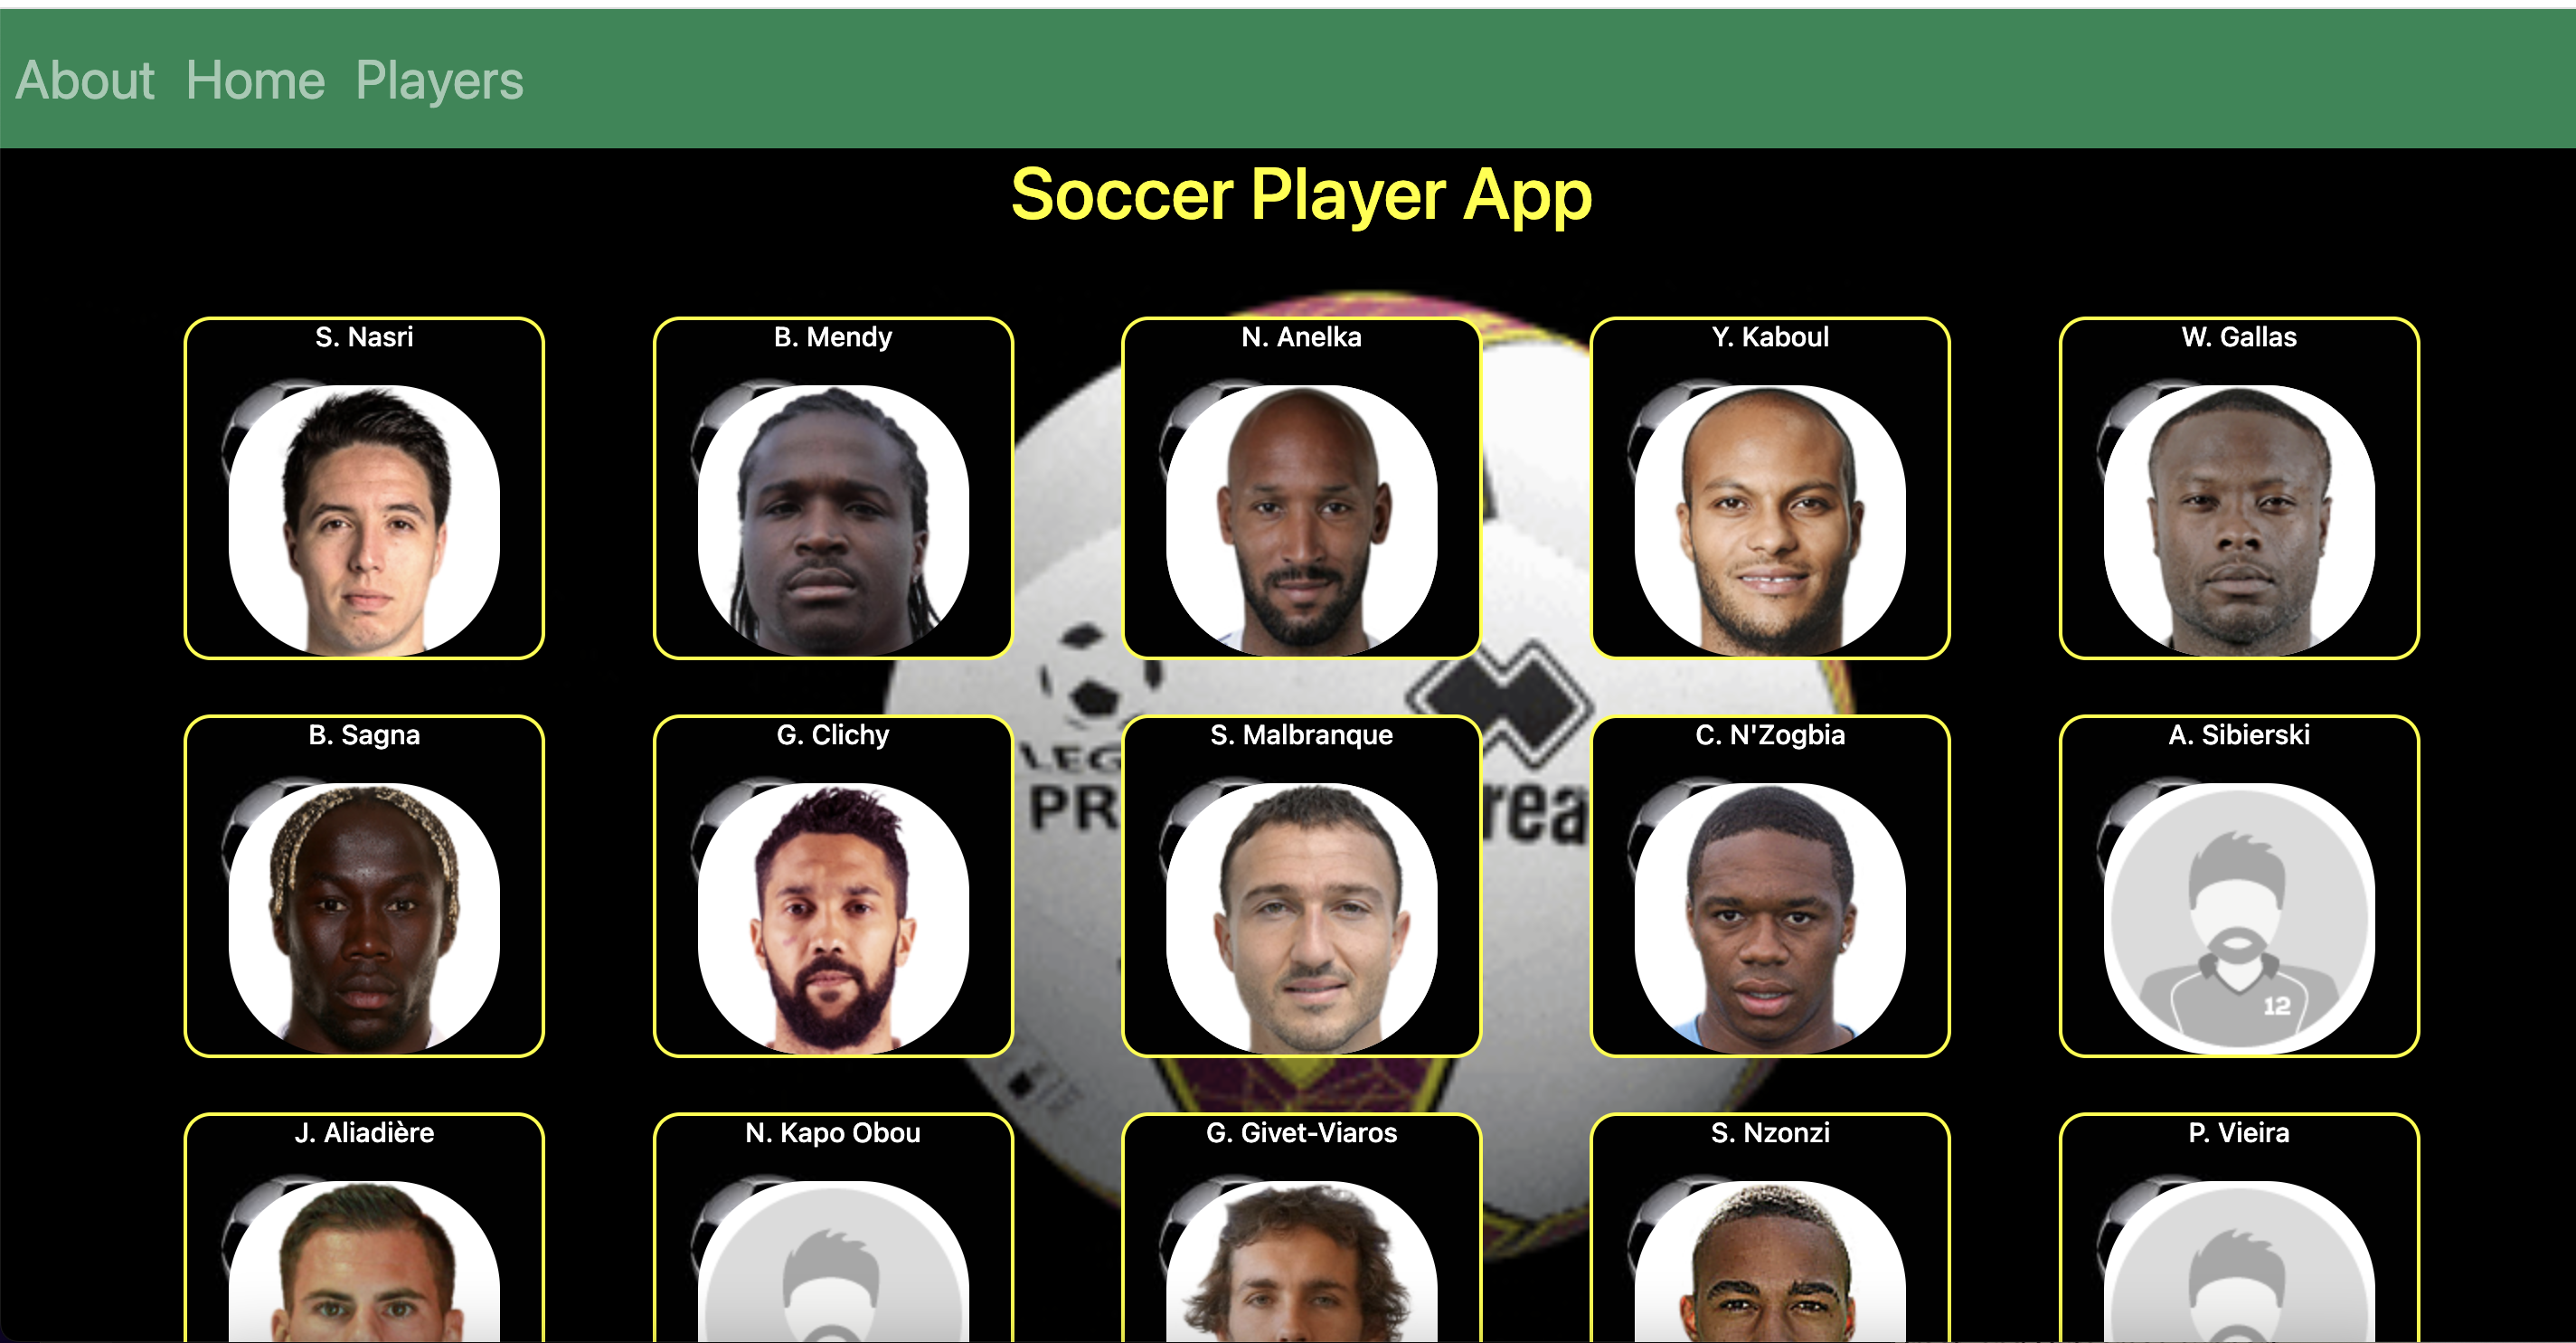 About Home Players
Soccer Player App
S. Nasri
B. Mendy
N. Anelka
Y. Kaboul
W. Gallas
B. Sagna
G. Clichy
S. Malbranque
C. N'Zogbia
A. Sibierski
12
J. Aliadière
N. Kapo Obou
G. Givet-Viaros
S. Nzonzi
P. Vieira